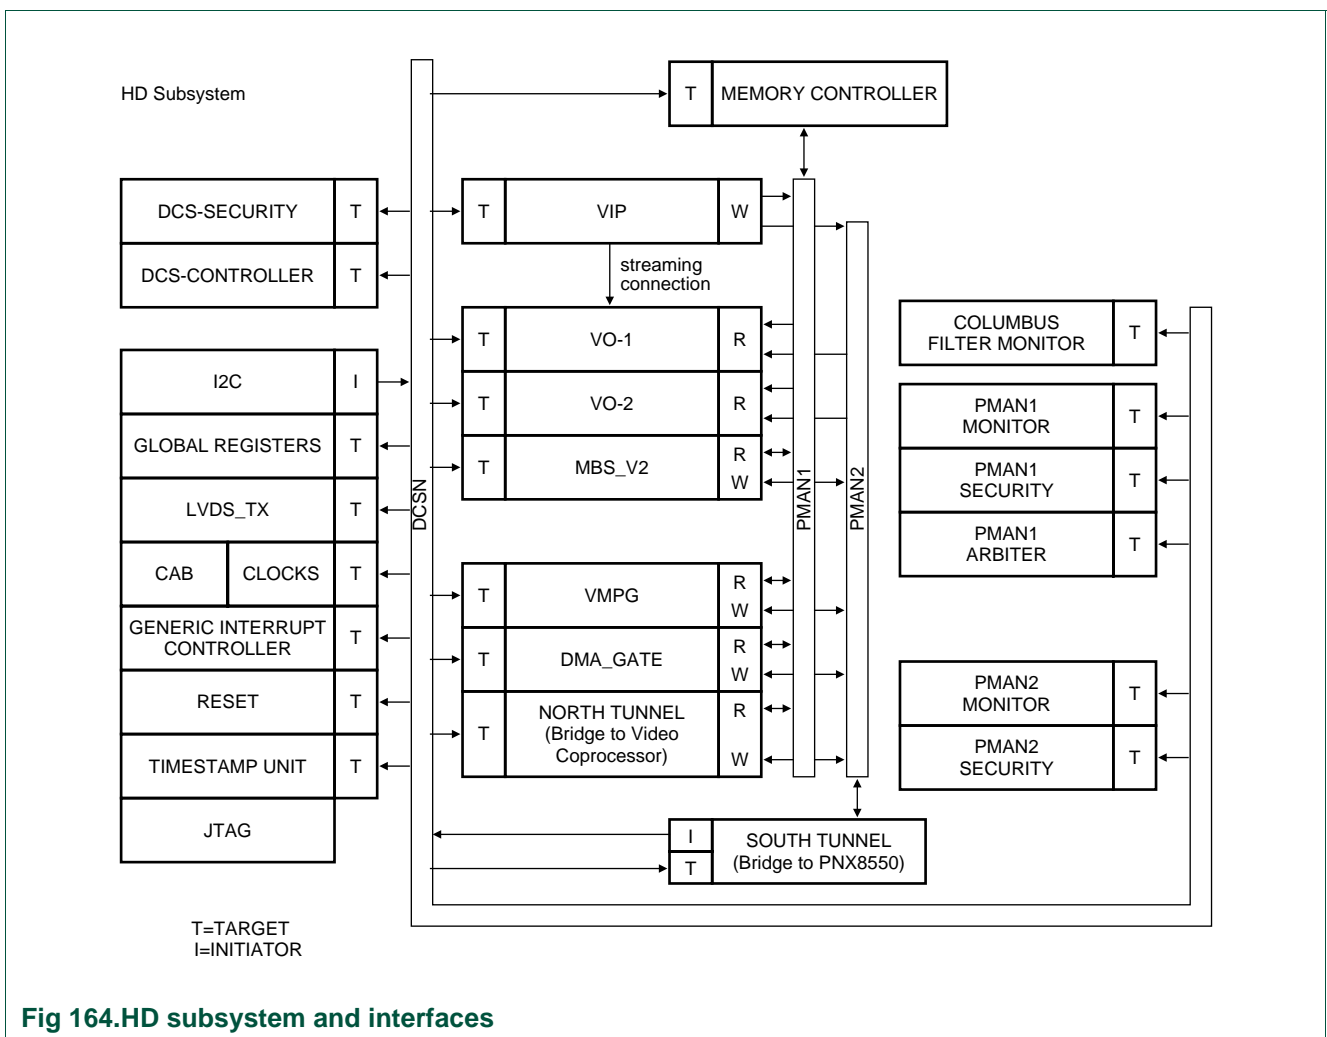 HD Subsystem
T
MEMORY CONTROLLER
DCS-SECURITY
T
DCS-CONTROLLER
T
I2C
I
GLOBAL REGISTERS
T
LVDS_TX
T
CAB
CLOCKS
T
GENERIC INTERRUPT
CONTROLLER
T
RESET
T
TIMESTAMP UNIT
T
JTAG
DCSN
T
VIP
W
streaming
connection
T
VO-1
R
T
VO-2
R
T
MBS_V2
R
W
T
VMPG
R
W
T
DMA_GATE
R
W
T
NORTH TUNNEL
(Bridge to Video
Coprocessor)
R
W
PMAN1
PMAN2
I
T
SOUTH TUNNEL
(Bridge to PNX8550)
COLUMBUS
FILTER MONITOR
T
PMAN1
MONITOR
T
PMAN1
SECURITY
T
PMAN1
ARBITER
T
PMAN2
MONITOR
T
PMAN2
SECURITY
T
T=TARGET
I=INITIATOR
Fig 164.HD subsystem and interfaces